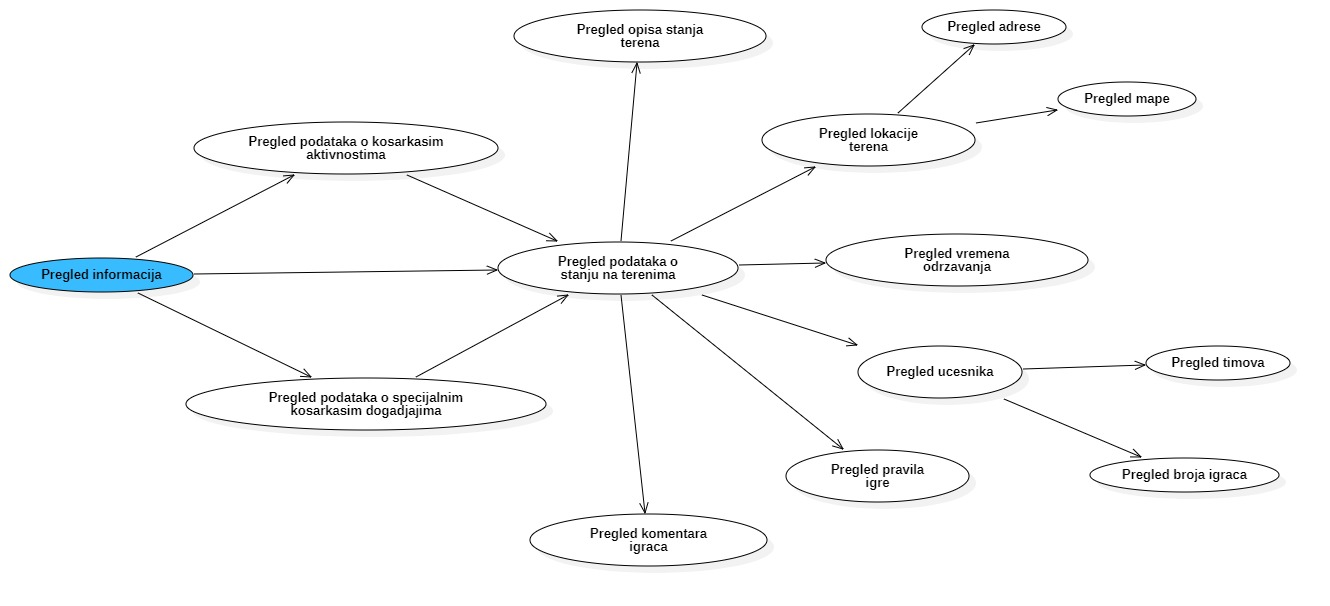 Pregled opisa stanja
terena
Pregled adrese
Pregled mape
Pregled podataka o kosarkasim
aktivnostima
Pregled lokacije
terena
Pregled informacija
Pregled podataka o
stanju na terenima
Pregled vremena
odrzavanja
Pregled ucesnika
Pregled timova
Pregled podataka o specijalnim
kosarkasim dogadjajima
Pregled pravila
igre
Pregled broja igraca
Pregled komentara
igraca